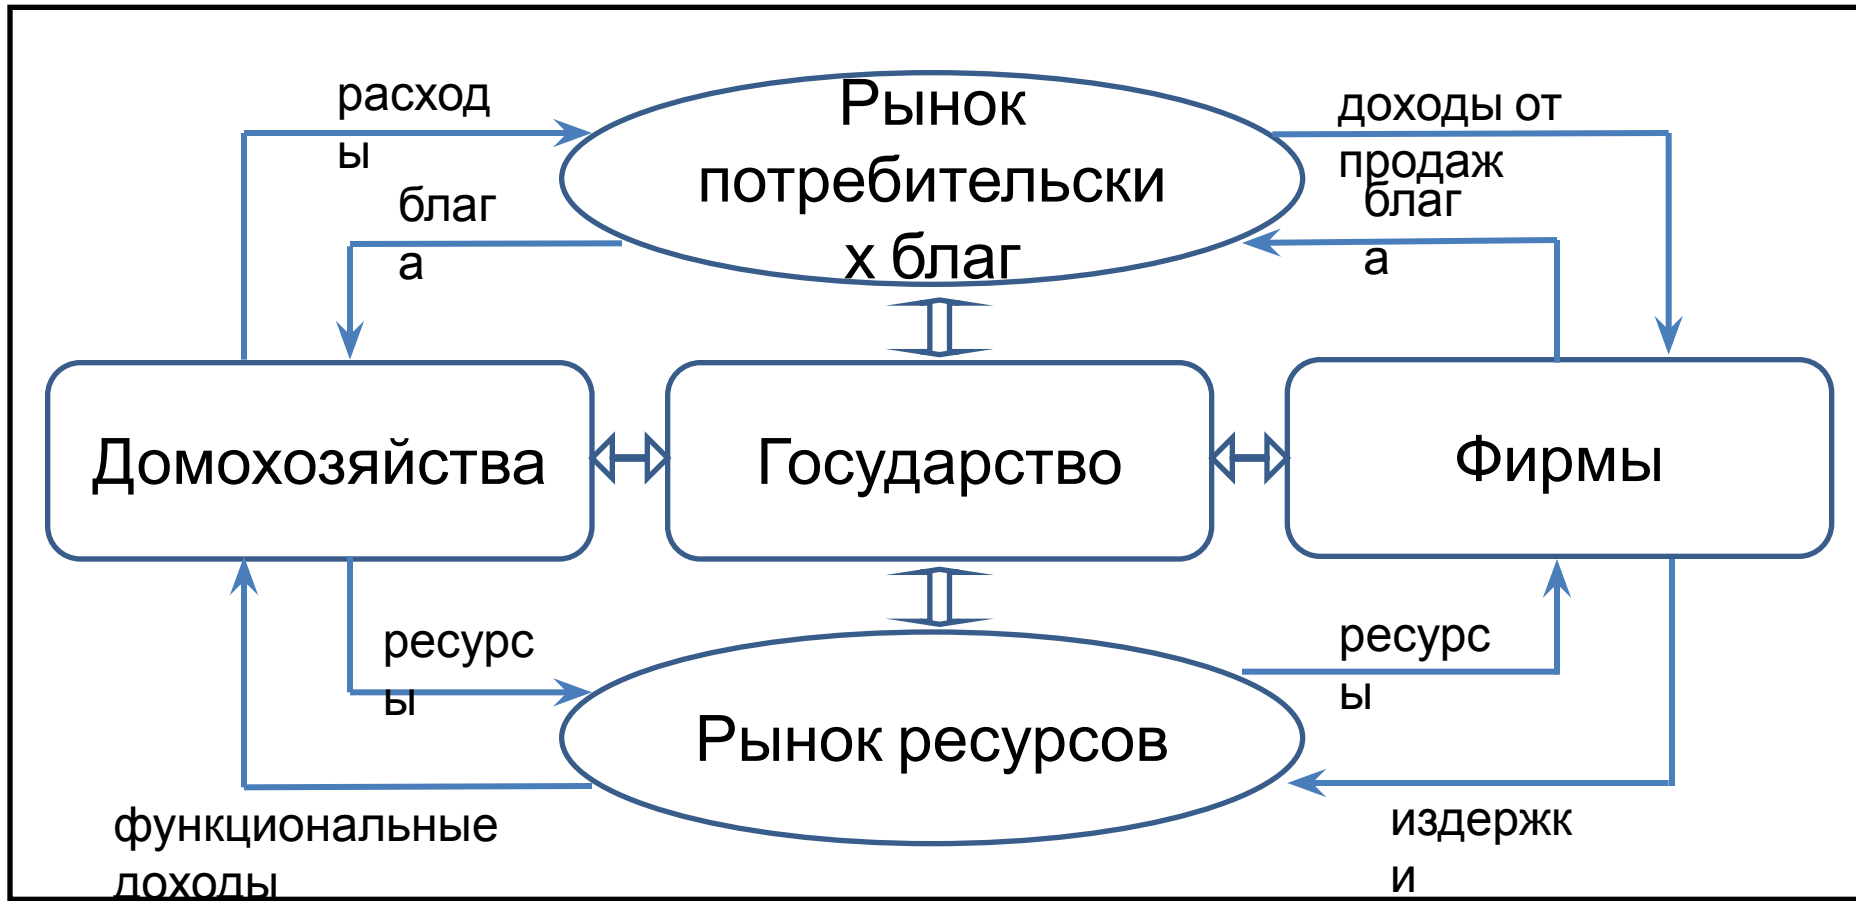 расход
ы
Рынок
потребительски
х благ
доходы от
продаж
благ
а
благ
а
Домохозяйства
Государство
Фирмы
ресурс
ы
ресурс
ы
Рынок ресурсов
функциональные
доходы
издержк
и